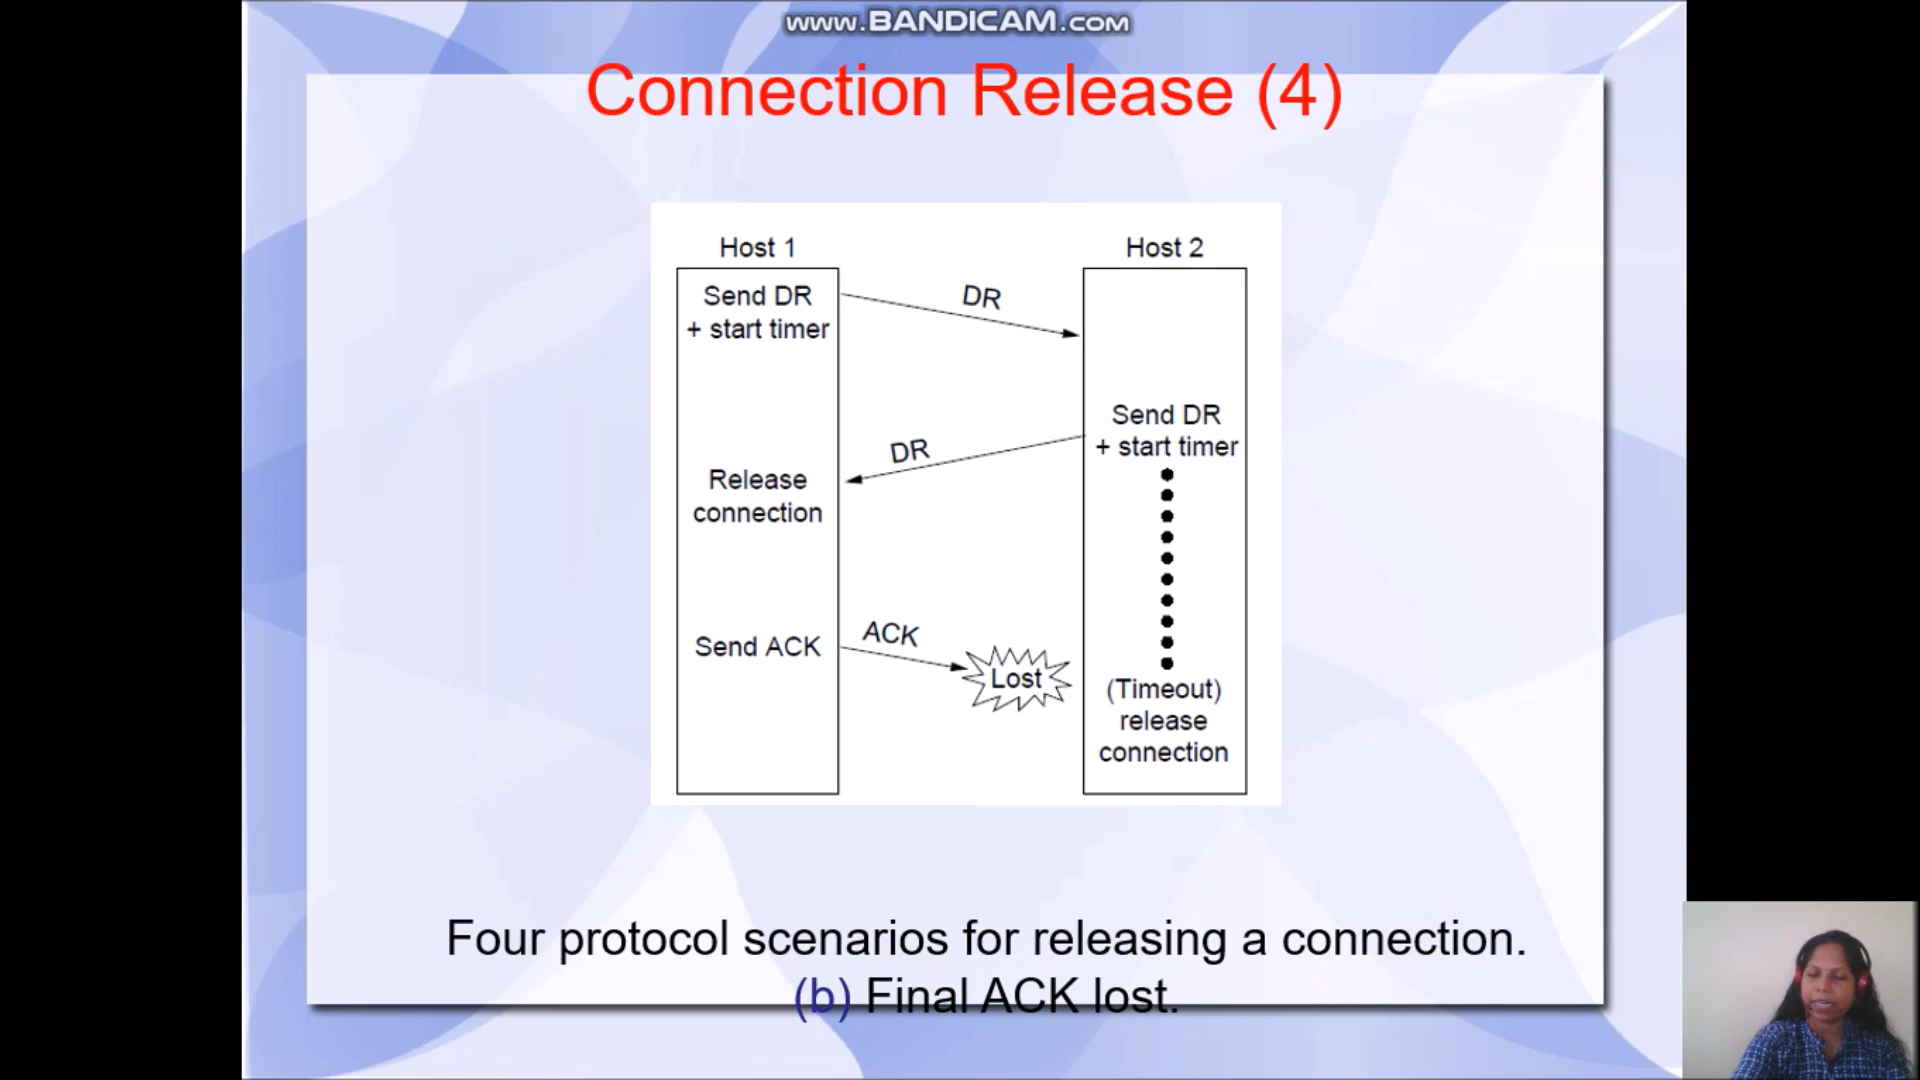 www.BANDICAM.com
Connection Release (4)
Host 1
Host 2
Send DR
+ start timer
DR
Send DR
+ start timer
DR
Release
connection
Send ACK
ACK
Lost
(Timeout)
release
connection
Four protocol scenarios for releasing a connection.
(b) Final ACK lost.